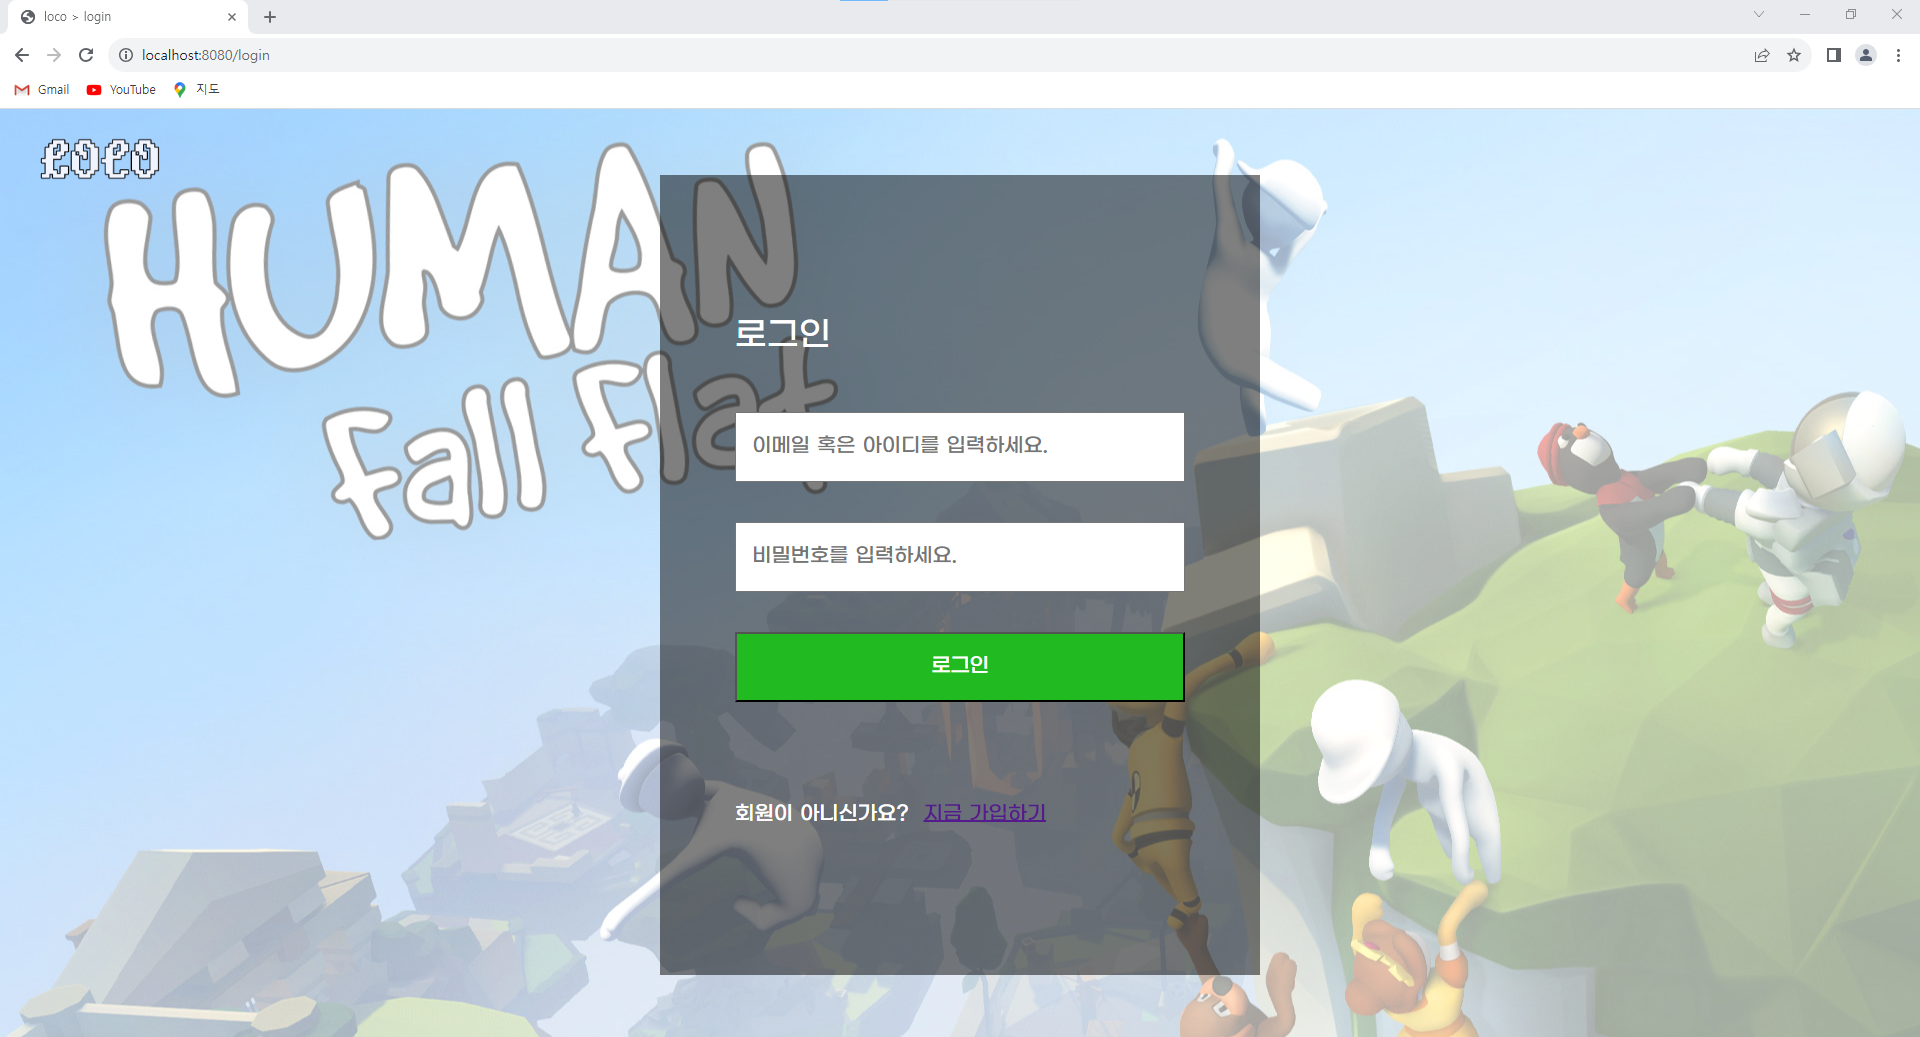 loco > login
localhost:8080/login
Gmail YouTube 지도
LOCO
HUMAN
fall flat
로그인
이메일 혹은 아이디를 입력하세요.
비밀번호를 입력하세요.
로그인
회원이 아니신가요? 지금 가입하기